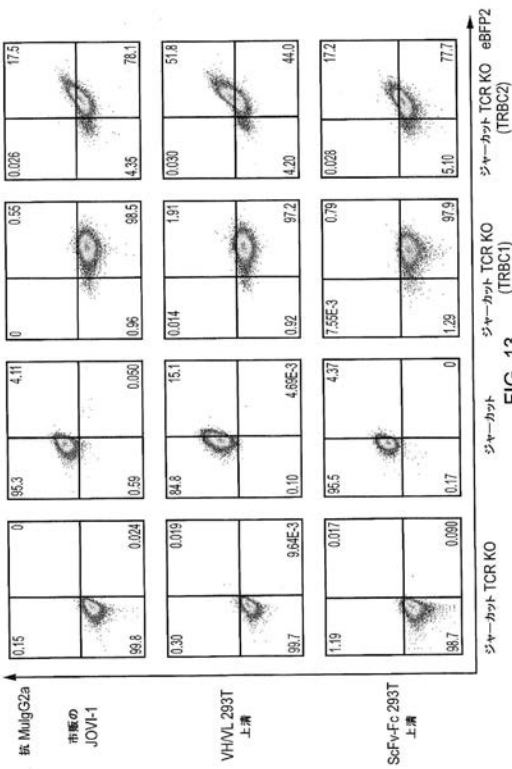 抗 MuIgG2a
市販の
JOVI-1
0.15 0
99.8 0.024
95.3 4.11
0.59 0.050
0 0.55
0.96 98.5
0.026 17.5
4.35 78.1
VH/VL 293T
上清
0.30 0.019
99.7 9.64E-3
84.8 15.1
0.10 4.69E-3
0.014 1.91
0.92 97.2
0.030 51.8
4.20 44.0
ScFv-Fc 293T
上清
1.19 0.017
98.7 0.090
95.5 4.37
0.17 0
7.55E-3 0.79
1.29 97.9
0.028 17.2
5.10 77.7
ジャーカット TCR KO
ジャーカット
ジャーカット TCR KO
(TRBC1)
ジャーカット TCR KO
(TRBC2)
eBFP2
FIG. 13